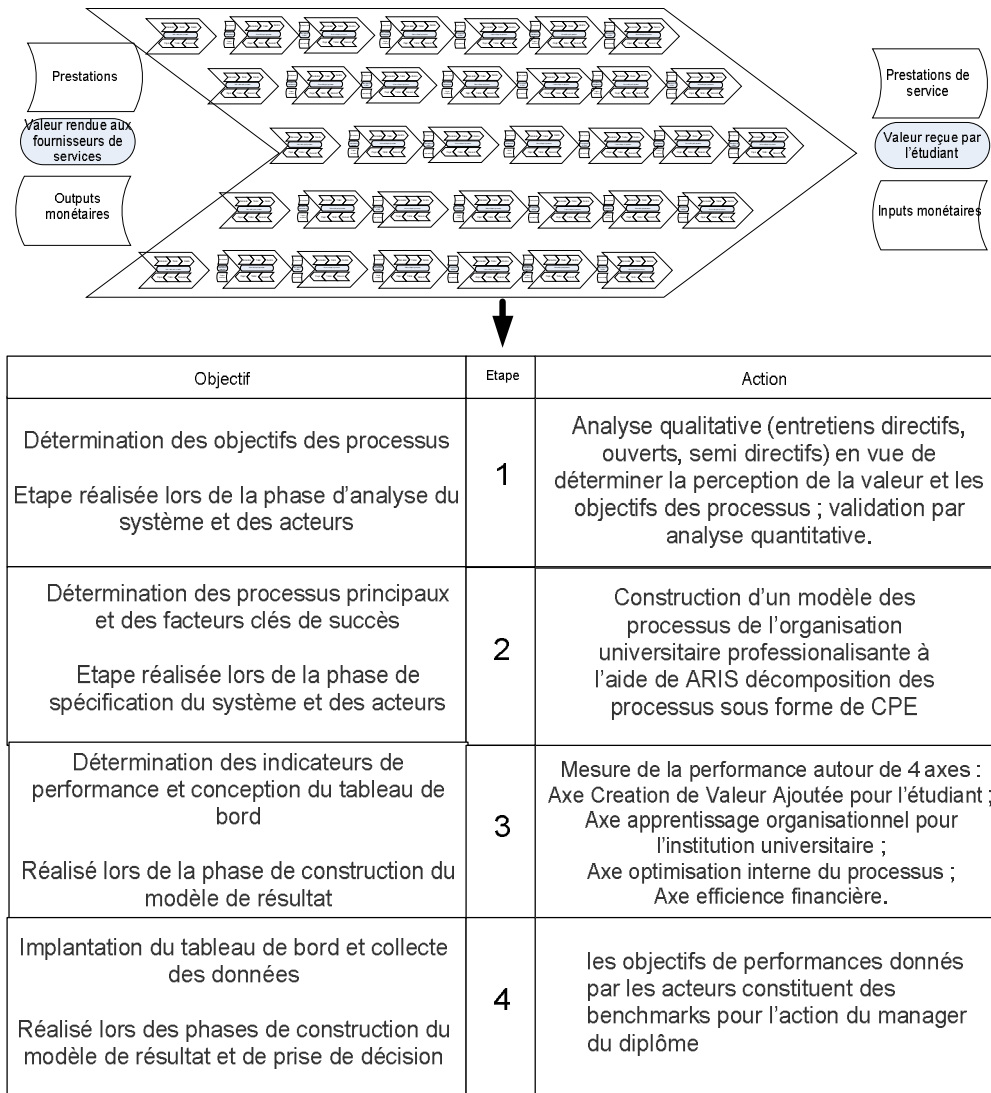 Prestations
Valeur rendue aux
fournisseurs de
services
Outputs
monétaires
Prestations de
service
Valeur reçue par
l'étudiant
Inputs monétaires
Objectif
Etape
Action
Détermination des objectifs des processus
Etape réalisée lors de la phase d'analyse du
système et des acteurs
1
Analyse qualitative (entretiens directifs,
ouverts, semi directifs) en vue de
déterminer la perception de la valeur et les
objectifs des processus ; validation par
analyse quantitative.
Détermination des processus principaux
et des facteurs clés de succès
Etape réalisée lors de la phase de
spécification du système et des acteurs
2
Construction d'un modèle des
processus de l'organisation
universitaire professionalisante à
l'aide de ARIS décomposition des
processus sous forme de CPE
Détermination des indicateurs de
performance et conception du tableau de
bord
Réalisé lors de la phase de construction du
modèle de résultat
3
Mesure de la performance autour de 4 axes :
Axe Creation de Valeur Ajoutée pour l'étudiant ;
Axe apprentissage organisationnel pour
l'institution universitaire ;
Axe optimisation interne du processus ;
Axe efficience financière.
Implantation du tableau de bord et collecte
des données
Réalisé lors des phases de construction du
modèle de résultat et de prise de décision
4
les objectifs de performances donnés
par les acteurs constituent des
benchmarks pour l'action du manager
du diplôme